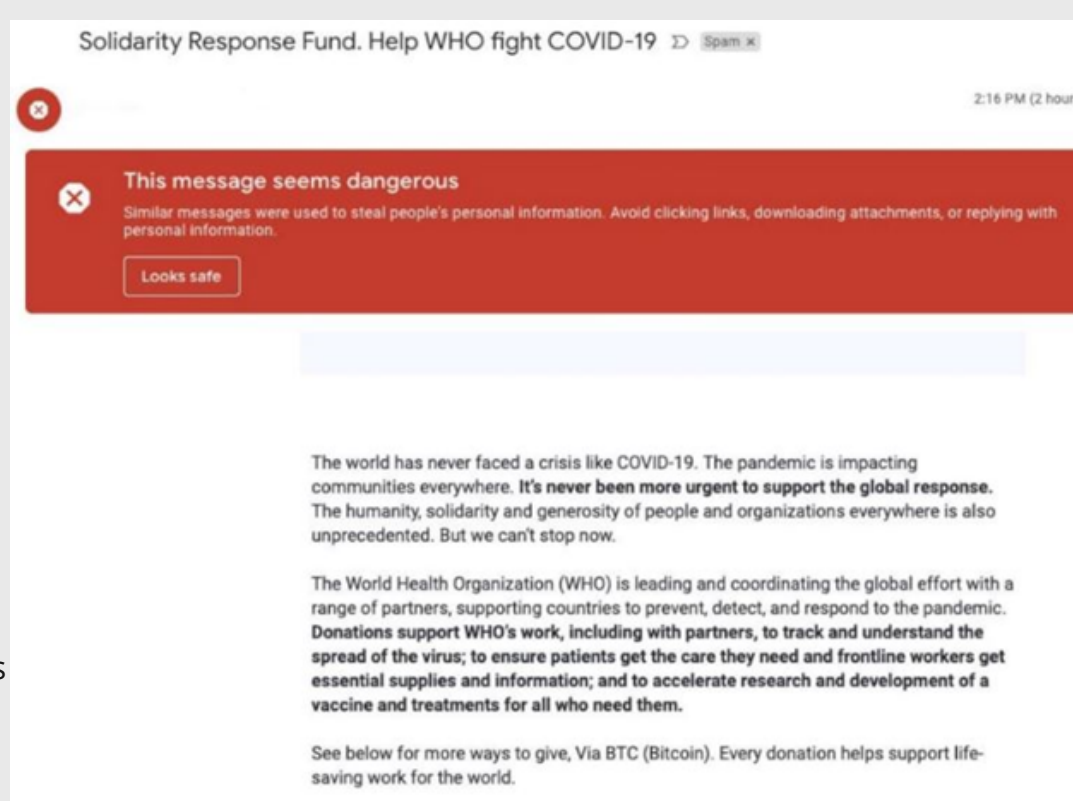 Solidarity Response Fund. Help WHO fight COVID-19 Spam ×
2:16 PM (2 hour
This message seems dangerous
Similar messages were used to steal people's personal information. Avoid clicking links, downloading attachments, or replying with
personal information.
Looks safe
The world has never faced a crisis like COVID-19. The pandemic is impacting
communities everywhere. It's never been more urgent to support the global response.
The humanity, solidarity and generosity of people and organizations everywhere is also
unprecedented. But we can't stop now.
The World Health Organization (WHO) is leading and coordinating the global effort with a
range of partners, supporting countries to prevent, detect, and respond to the pandemic.
Donations support WHO's work, including with partners, to track and understand the
spread of the virus; to ensure patients get the care they need and frontline workers get
s
essential supplies and information; and to accelerate research and development of a
vaccine and treatments for all who need them.
See below for more ways to give, Via BTC (Bitcoin). Every donation helps support life-
saving work for the world.